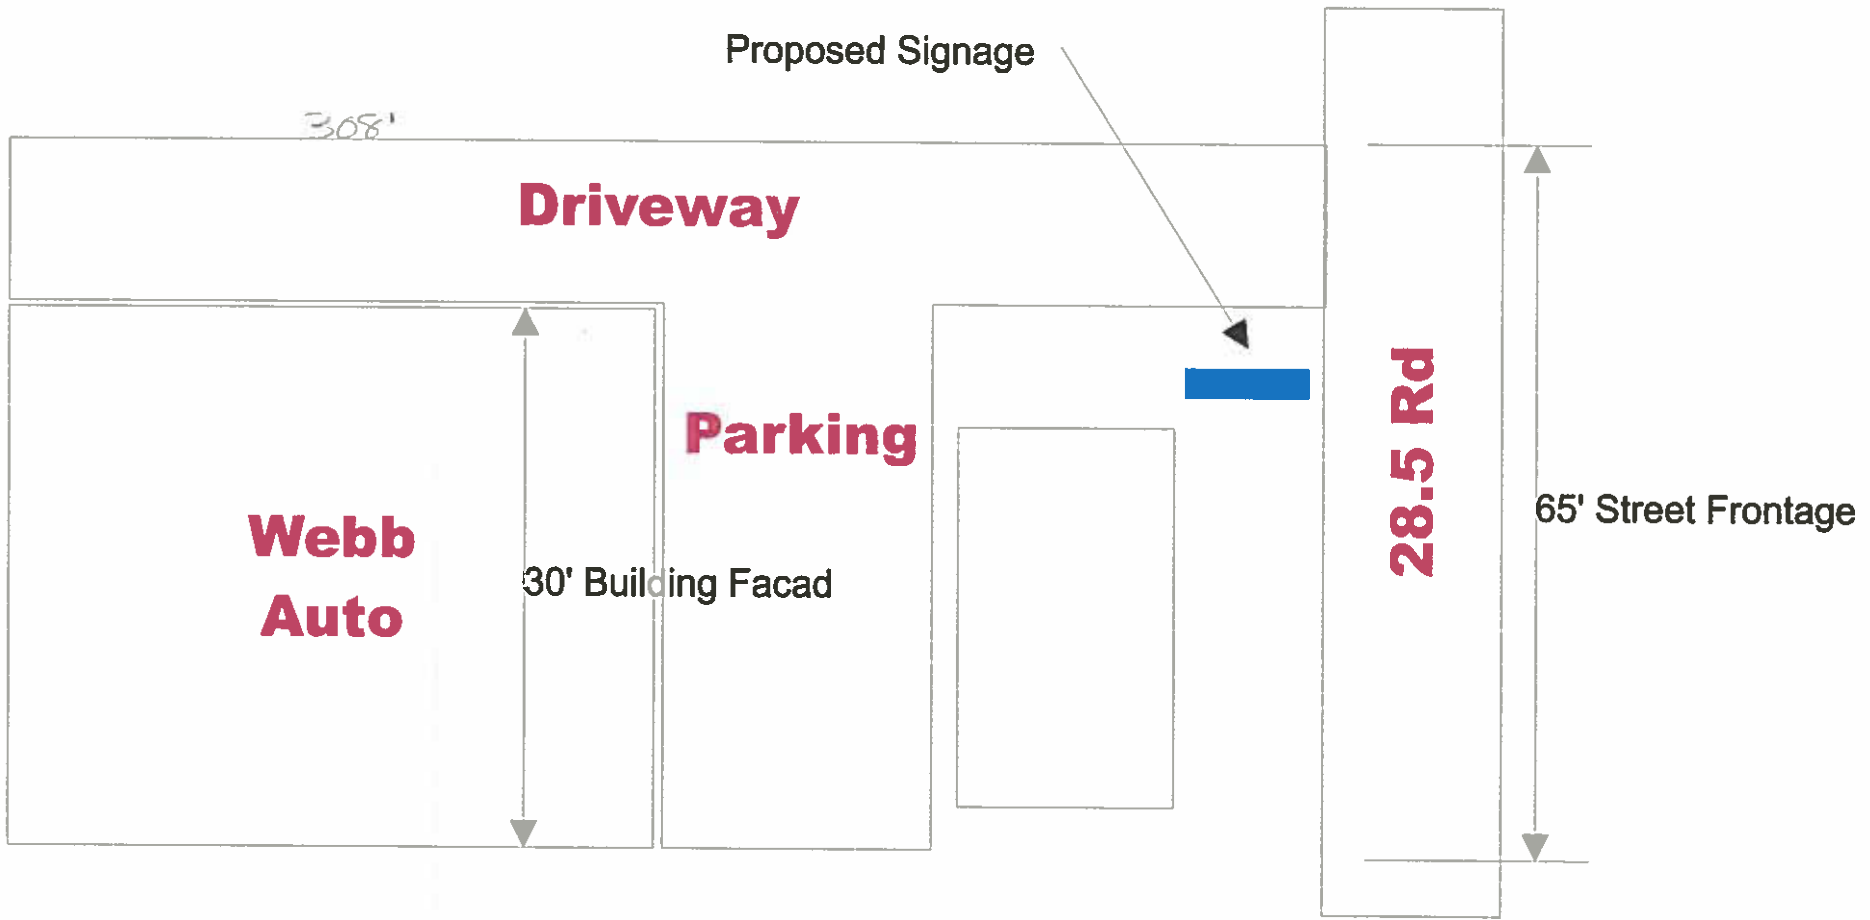 Proposed Signage
308'
Driveway
Parking
28.5 Rd
65' Street Frontage
Webb
Auto
30' Building Facad